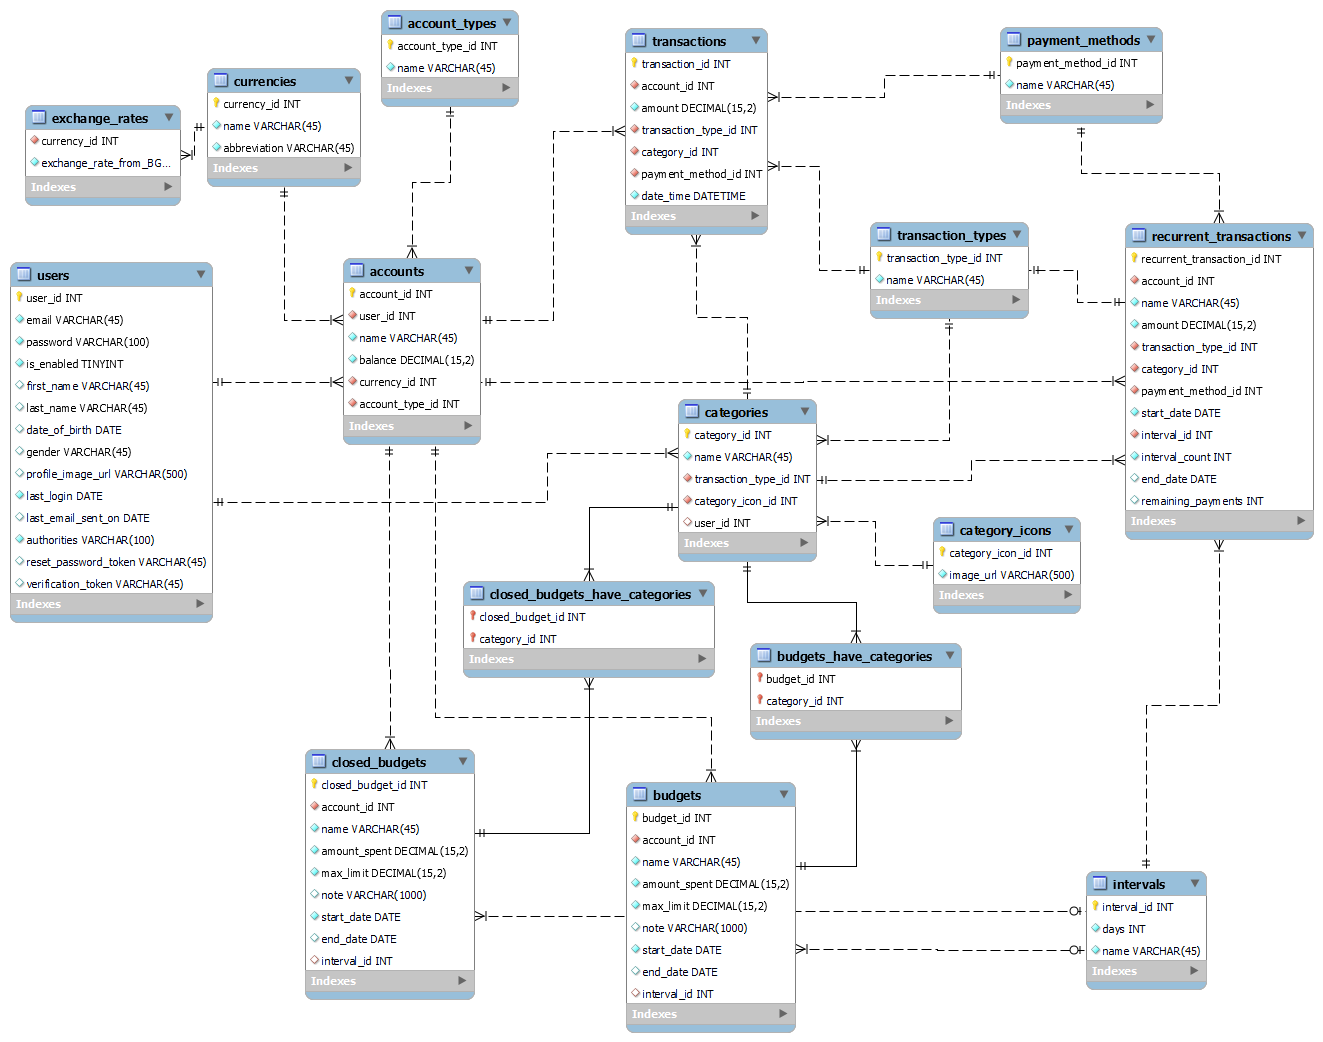 account_types
account_type_id INT
name VARCHAR(45)
Indexes
currencies
currency_id INT
name VARCHAR(45)
abbreviation VARCHAR(45)
Indexes
exchange_rates
currency_id INT
exchange_rate_from_BG...
Indexes
transactions
transaction_id INT
account_id INT
amount DECIMAL(15,2)
transaction_type_id INT
category_id INT
payment_method_id INT
date_time DATETIME
Indexes
payment_methods
payment_method_id INT
name VARCHAR(45)
Indexes
transaction_types
transaction_type_id INT
name VARCHAR(45)
Indexes
recurrent_transactions
recurrent_transaction_id INT
account_id INT
name VARCHAR(45)
amount DECIMAL(15,2)
transaction_type_id INT
category_id INT
payment_method_id INT
start_date DATE
interval_id INT
interval_count INT
end_date DATE
remaining_payments INT
Indexes
users
user_id INT
email VARCHAR(45)
password VARCHAR(100)
is_enabled TINYINT
first_name VARCHAR(45)
last_name VARCHAR(45)
date_of_birth DATE
gender VARCHAR(45)
profile_image_url VARCHAR(500)
last_login DATE
last_email_sent_on DATE
authorities VARCHAR(100)
reset_password_token VARCHAR(45)
verification_token VARCHAR(45)
Indexes
accounts
account_id INT
user_id INT
name VARCHAR(45)
balance DECIMAL(15,2)
currency_id INT
account_type_id INT
Indexes
categories
category_id INT
name VARCHAR(45)
transaction_type_id INT
category_icon_id INT
user_id INT
Indexes
category_icons
category_icon_id INT
image_url VARCHAR(500)
Indexes
closed_budgets_have_categories
closed_budget_id INT
category_id INT
Indexes
budgets_have_categories
budget_id INT
category_id INT
Indexes
closed_budgets
closed_budget_id INT
account_id INT
name VARCHAR(45)
amount_spent DECIMAL(15,2)
max_limit DECIMAL(15,2)
note VARCHAR(1000)
start_date DATE
end_date DATE
interval_id INT
Indexes
budgets
budget_id INT
account_id INT
name VARCHAR(45)
amount_spent DECIMAL(15,2)
max_limit DECIMAL(15,2)
note VARCHAR(1000)
start_date DATE
end_date DATE
interval_id INT
Indexes
intervals
interval_id INT
days INT
name VARCHAR(45)
Indexes